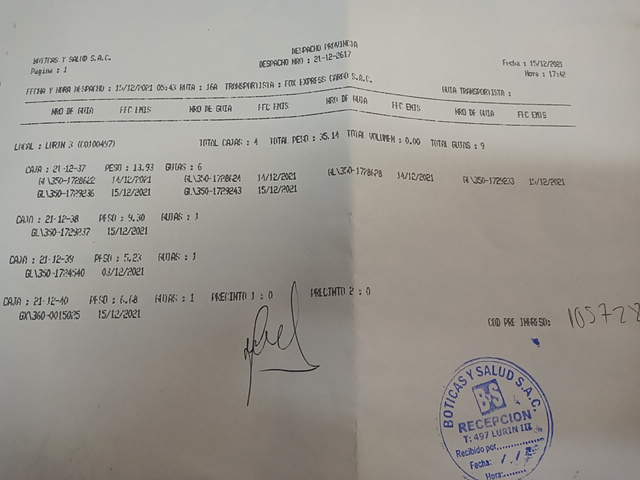 BOTICAS Y SALUD S.A.C.
Pagina : 1
DESPACHO PROVINCIA
DESPACHO NRO : 21-12-2617
Fecha : 15/12/2021
Hora : 17:42
FECHA Y HORA DESPACHO : 15/12/2021 05:43 RUTA : 16A TRANSPORTISTA : FOX EXPRESS CARGO S.A.C. GUIA TRANSPORTISTA :
NRO DE GUIA FEC EMIS NRO DE GUIA FEC EMIS NRO DE GUIA FEC EMIS NRO DE GUIA FEC EMIS
LOCAL : LURIN 3 (C0100497) TOTAL CAJAS : 4 TOTAL PESO : 35.14 TOTAL VOLUMEN : 0.00 TOTAL GUIAS : 9
CAJA : 21-12-37 PESO : 13.93 GUIAS : 6
GL\350-1728622 14/12/2021 GL\350-1728624 14/12/2021 GL\350-1728628 14/12/2021 GL\350-1729233 15/12/2021
GL\350-1729236 15/12/2021 GL\350-1729243 15/12/2021
CAJA : 21-12-38 PESO : 9.30 GUIAS : 1
GL\350-1729237 15/12/2021
CAJA : 21-12-39 PESO : 5.23 GUIAS : 1
GL\350-1724540 03/12/2021
CAJA : 21-12-40 PESO : 6.68 GUIAS : 1 PRECINTO 1 : 0 PRECINTO 2 : 0
GX\360-0015025 15/12/2021
COD PRE INGRESO: 105728
BOTICAS Y SALUD S.A.C.
BS
RECEPCION
T: 497 LURIN III
Recibido por
Fecha:
Hora: